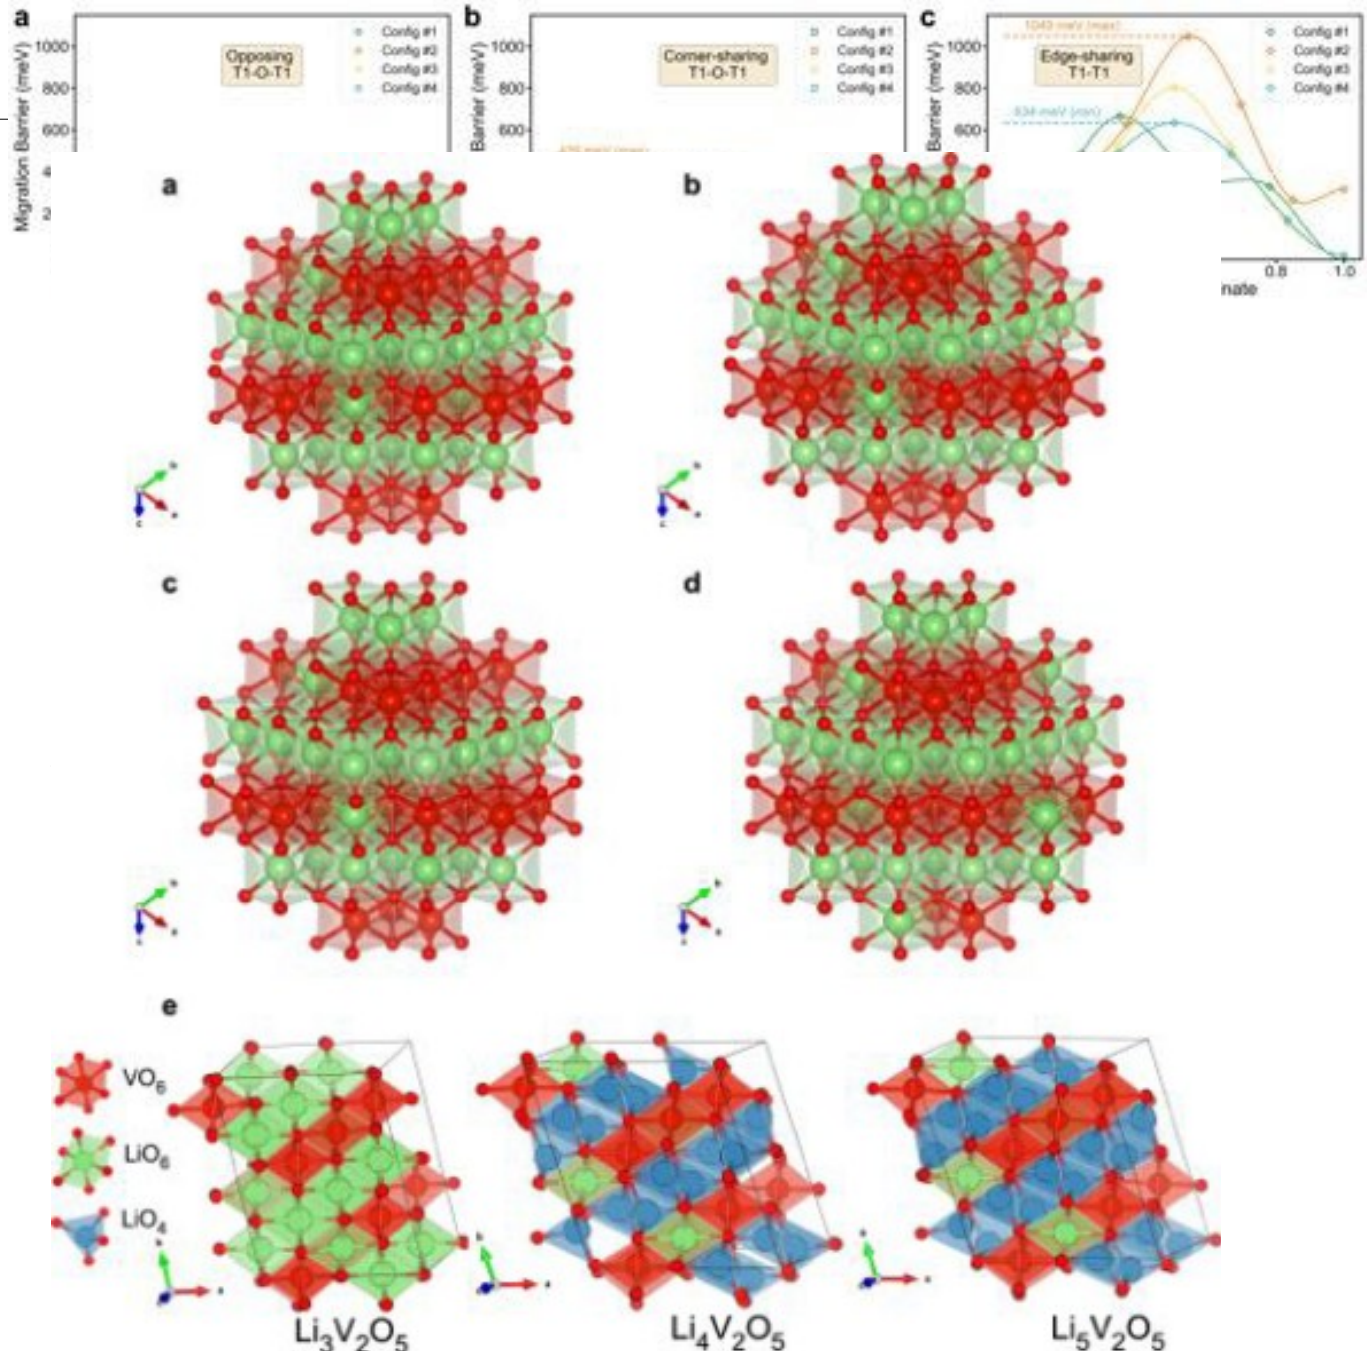 a
b
c
Migration Barrier (meV)
1000
800
600
Opposing
T1-O-T1
Config #1
Config #2
Config #3
Config #4
Barrier (meV)
1000
800
600
Corner-sharing
T1-O-T1
Config #1
Config #2
Config #3
Config #4
Barrier (meV)
1000
800
600
1043 meV (max)
634 meV (min)
Edge-sharing
T1-T1
Config #1
Config #2
Config #3
Config #4
0.8
1.0
nate
a
b
c
d
e
VO6
LiO6
LiO4
Li3V2O5
Li4V2O5
Li5V2O5